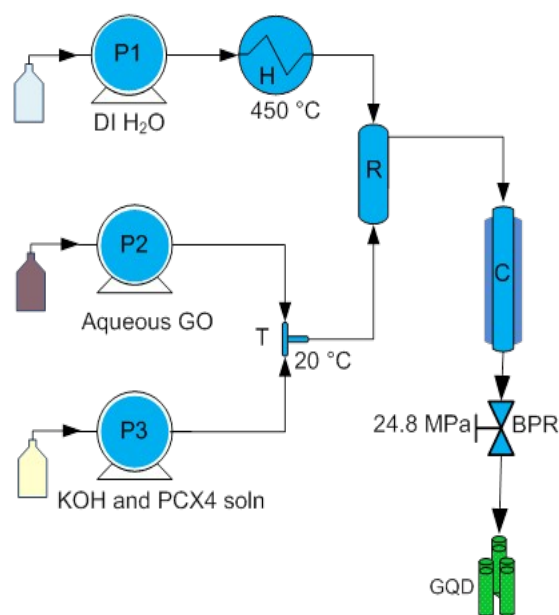 P1
H
DI H₂O
450 °C
R
P2
C
Aqueous GO
T
20 °C
P3
24.8 MPa
BPR
KOH and PCX4 soln
GQD